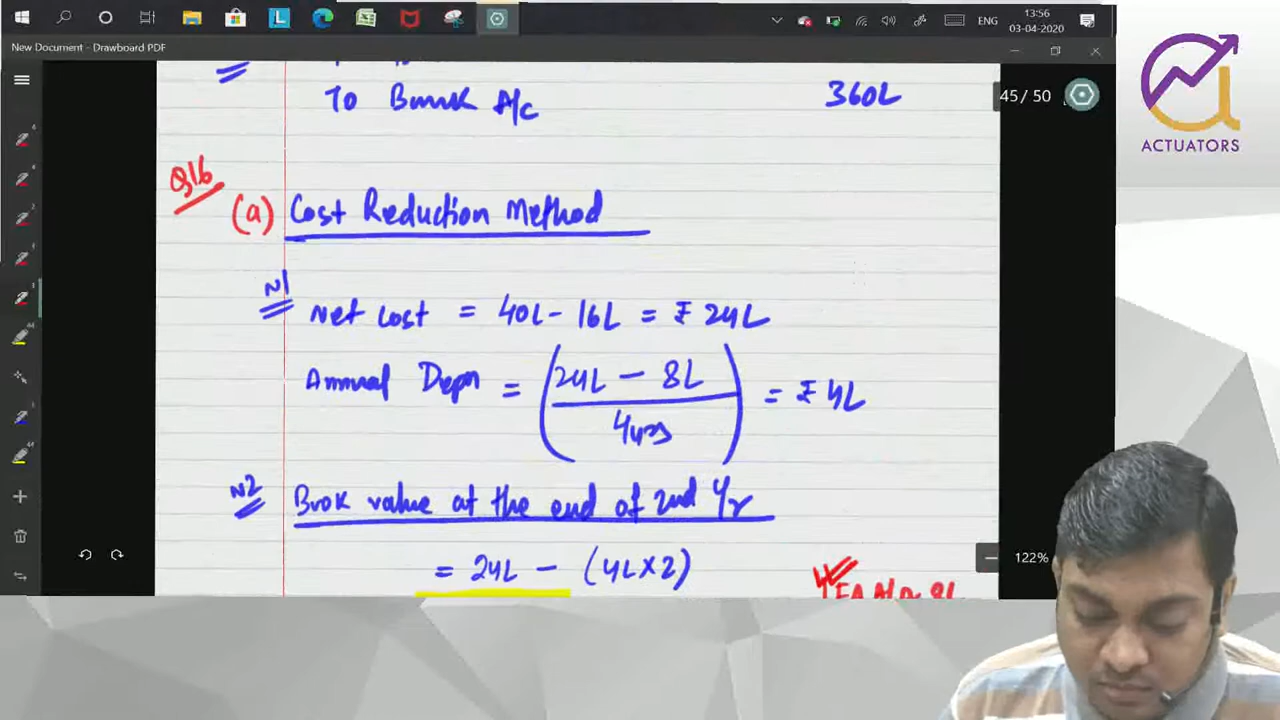 13:56
ENG
03-04-2020
New Document - Drawboard PDF
To Bank A/c 360L
45 / 50
ACTUATORS
Q16
(a) Cost Reduction Method
N1
Net Cost = 40L - 16L = ₹ 24L
Annual Depn = (24L - 8L / 4yrs) = ₹ 4L
N2 Book value at the end of 2nd Yr
122%
= 24L - (4L×2)